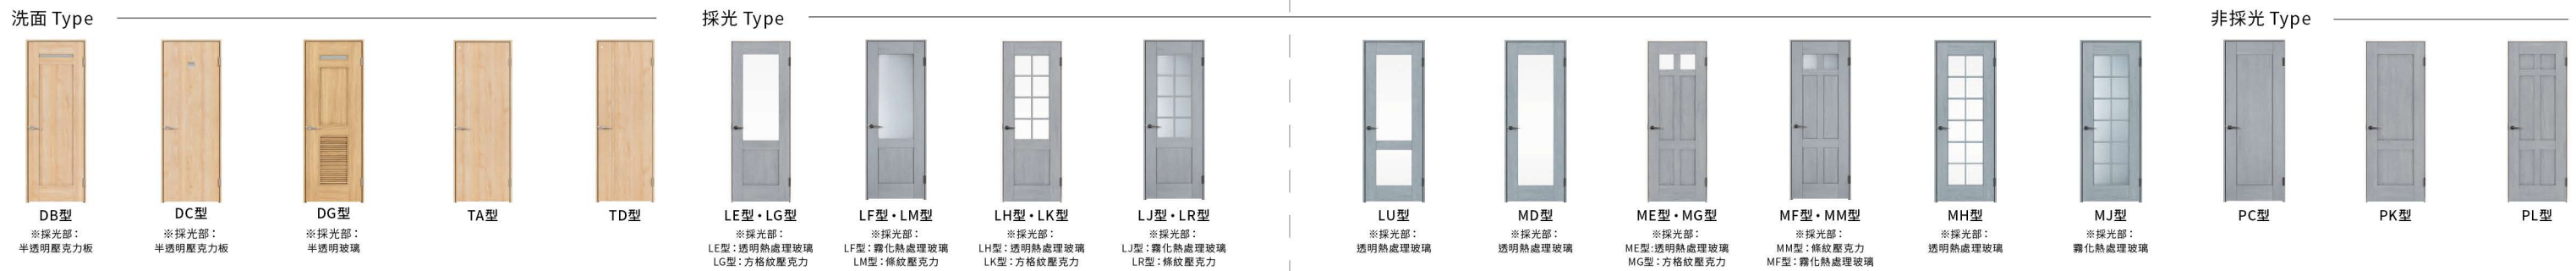 洗面 Type
DB型
※採光部：
半透明壓克力板
DC型
※採光部：
半透明壓克力板
DG型
※採光部：
半透明玻璃
TA型
TD型
採光 Type
LE型・LG型
※採光部：
LE型：透明熱處理玻璃
LG型：方格紋壓克力
LF型・LM型
※採光部：
LF型：霧化熱處理玻璃
LM型：條紋壓克力
LH型・LK型
※採光部：
LH型：透明熱處理玻璃
LK型：方格紋壓克力
LJ型・LR型
※採光部：
LJ型：霧化熱處理玻璃
LR型：條紋壓克力
LU型
※採光部：
透明熱處理玻璃
MD型
※採光部：
透明熱處理玻璃
ME型・MG型
※採光部：
ME型:透明熱處理玻璃
MG型：方格紋壓克力
MF型・MM型
※採光部：
MM型：條紋壓克力
MF型：霧化熱處理玻璃
MH型
※採光部：
透明熱處理玻璃
MJ型
※採光部：
霧化熱處理玻璃
非採光 Type
PC型
PK型
PL型